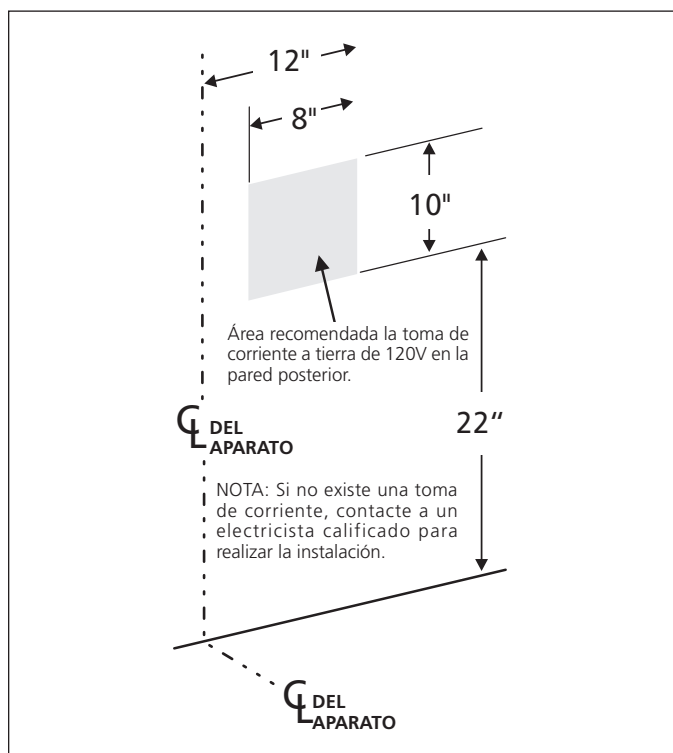 12"
8"
10"
Área recomendada la toma de
corriente a tierra de 120V en la
pared posterior.
22“
℄ DEL
APARATO
NOTA: Si no existe una toma
de corriente, contacte a un
electricista calificado para
realizar la instalación.
℄ DEL
APARATO